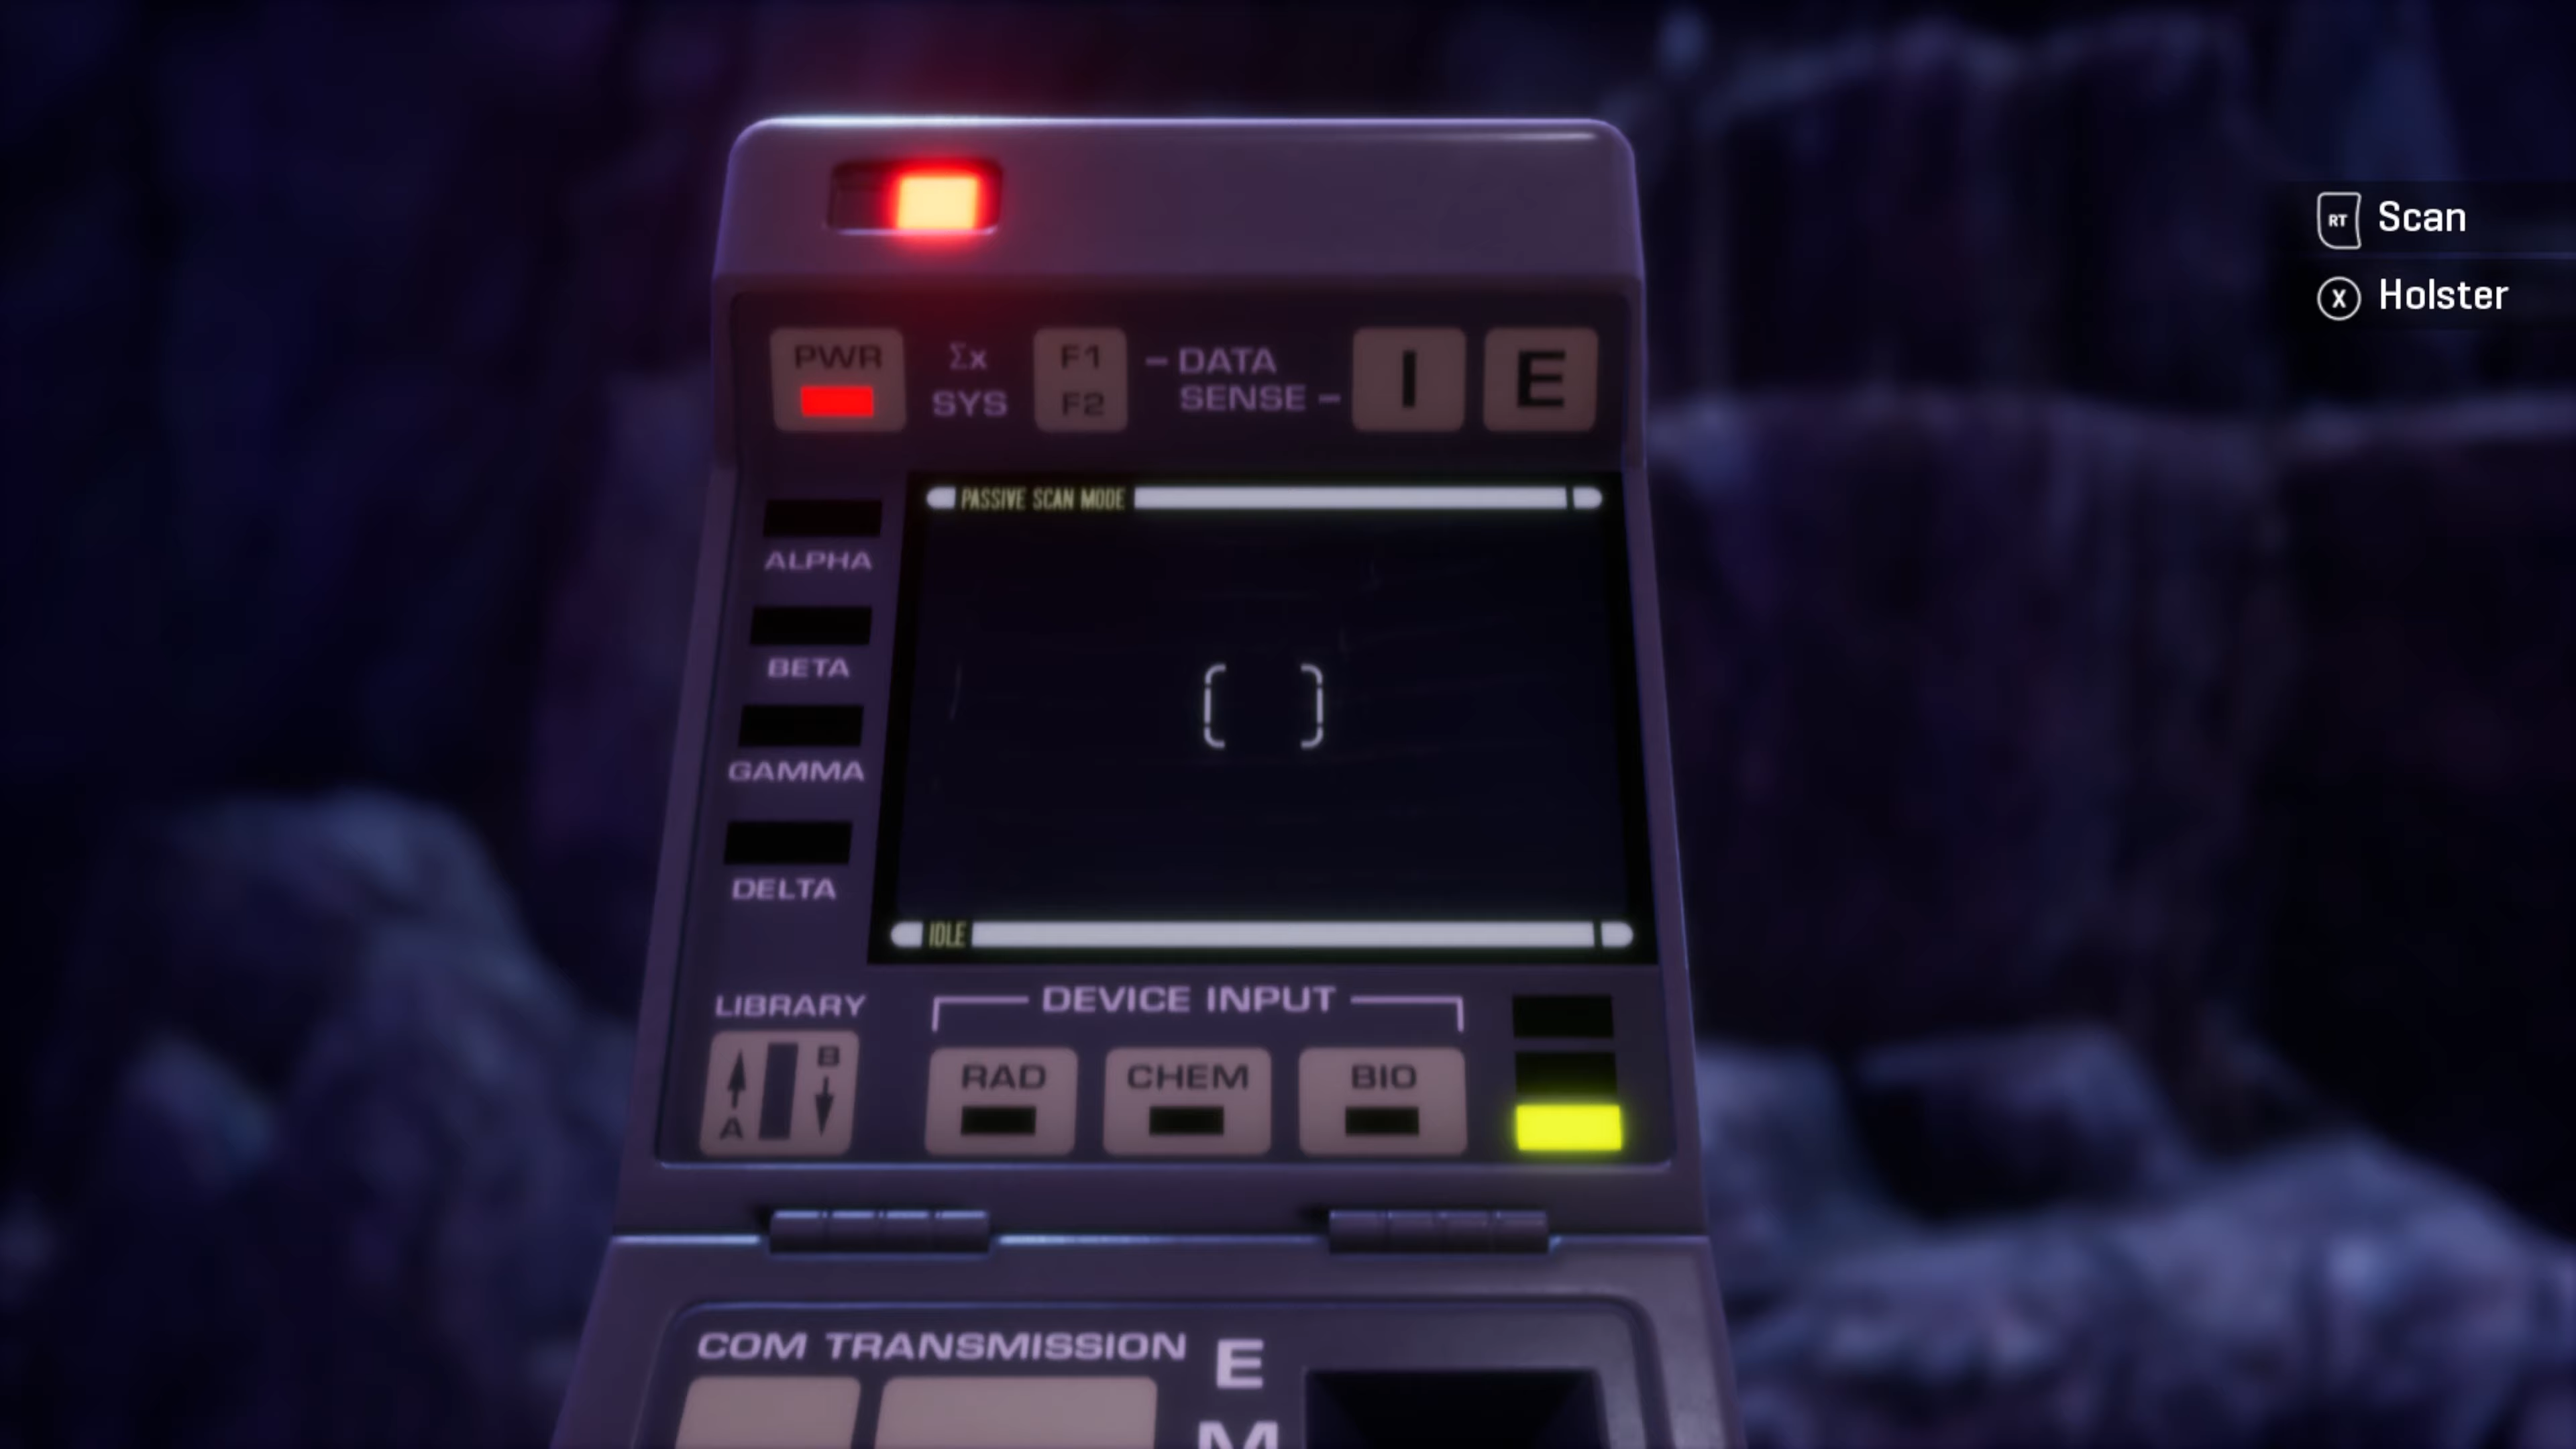 RT Scan
X Holster
PWR
Σx
SYS
F1
F2
– DATA
SENSE –
I
E
PASSIVE SCAN MODE
ALPHA
BETA
GAMMA
DELTA
IDLE
LIBRARY
A
B
DEVICE INPUT
RAD
CHEM
BIO
COM TRANSMISSION
E
M